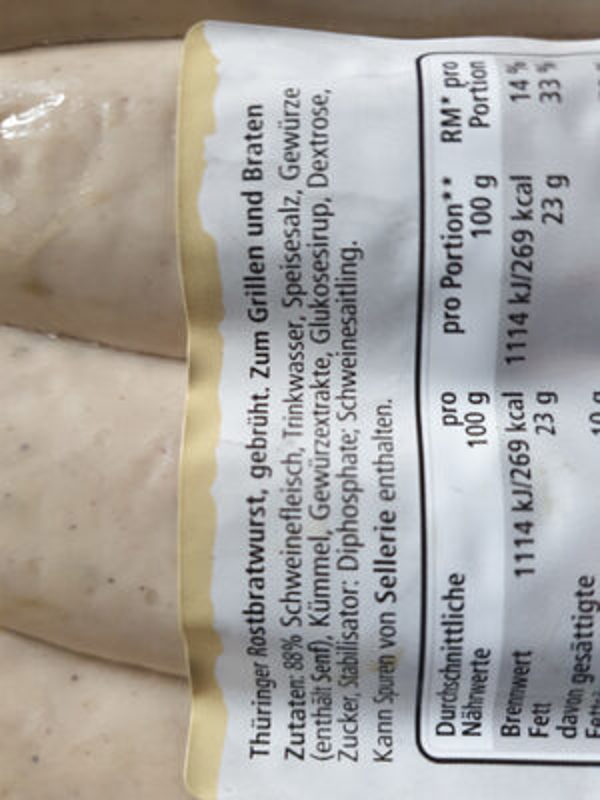 Thüringer Rostbratwurst, gebrüht. Zum Grillen und Braten
Zutaten: 88% Schweinefleisch, Trinkwasser, Speisesalz, Gewürze
(enthält Senf), Kümmel, Gewürzextrakte, Glukosesirup, Dextrose,
Zucker, Stabilisator: Diphosphate; Schweinesaitling.
Kann Spuren von Sellerie enthalten.
Durchschnittliche pro pro Portion** RM* pro
Nährwerte 100 g 100 g Portion
Brennwert 1114 kJ/269 kcal 1114 kJ/269 kcal 14 %
Fett 23 g 23 g 33 %
davon gesättigte
10 g